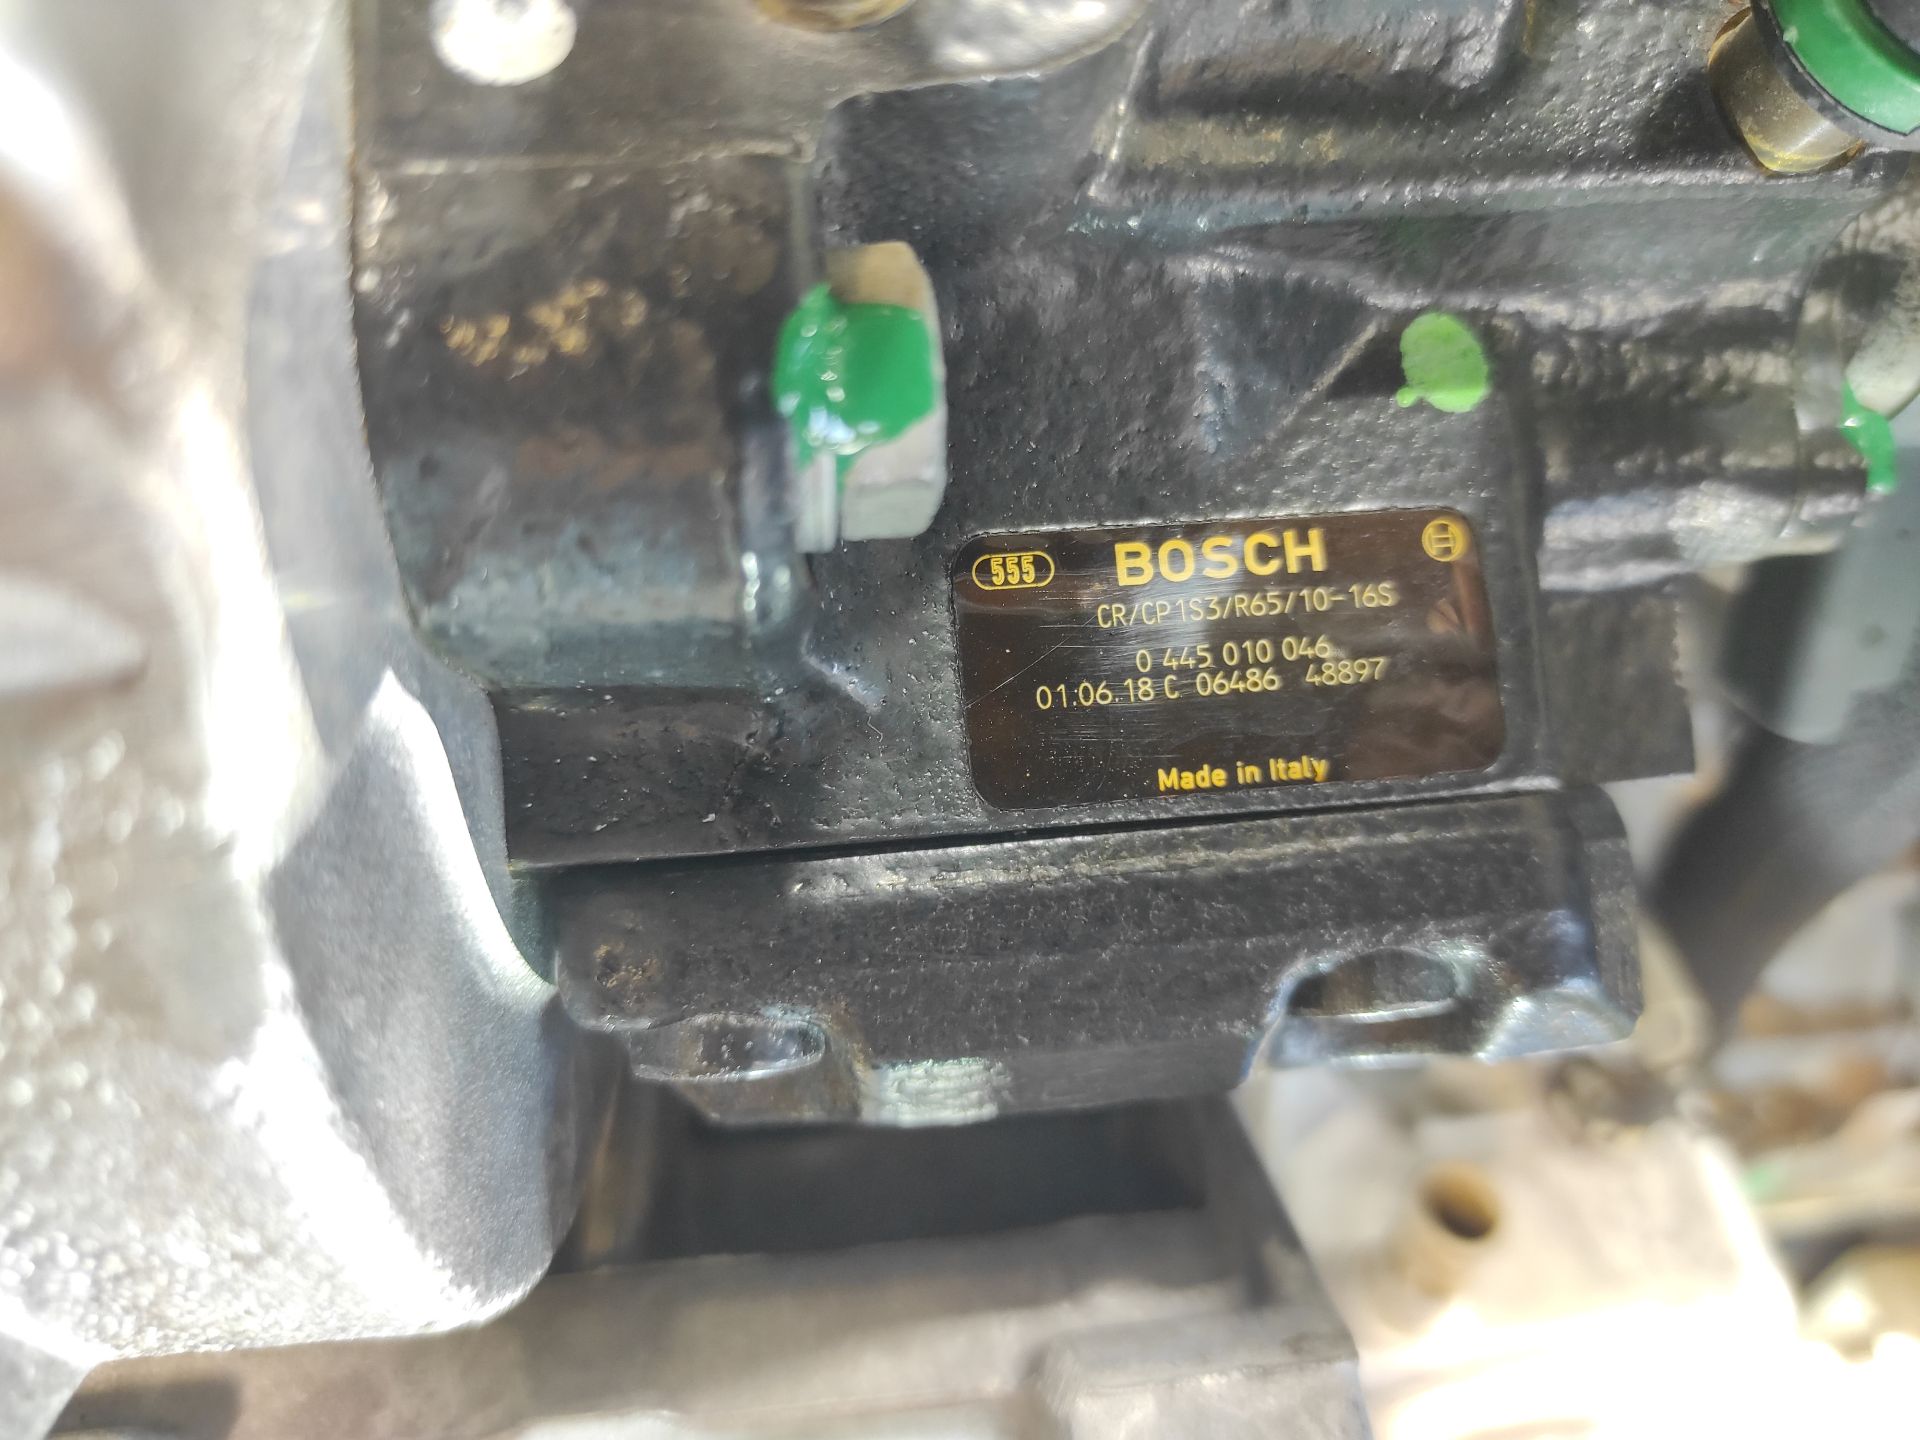 555 BOSCH
CR/CP1S3/R65/10-16S
0 445 010 046
01.06.18 C 06486 48897
Made in Italy